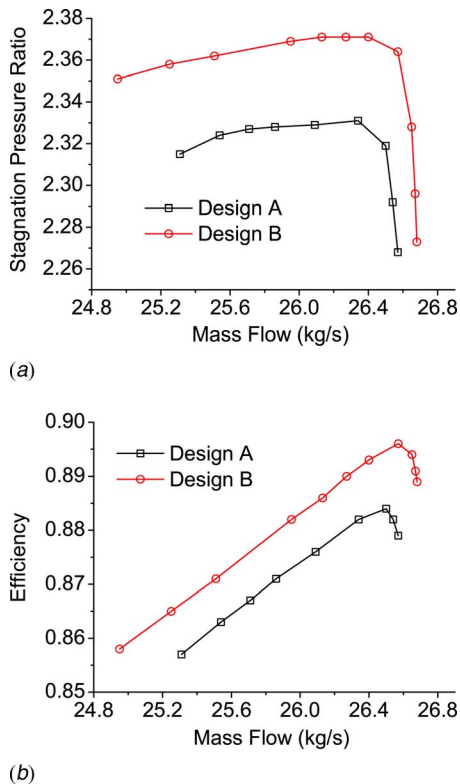 2.38
2.36
2.34
2.33
2.30
2.28
2.26
Stagnation Pressure Ratio
Design A
Design B
24.8 25.2 25.6 26.0 26.4 26.8
Mass Flow (kg/s)
(a)
0.90
0.89
0.88
0.87
0.86
0.85
Efficiency
Design A
Design B
24.8 25.2 25.6 26.0 26.4 26.8
Mass Flow (kg/s)
(b)